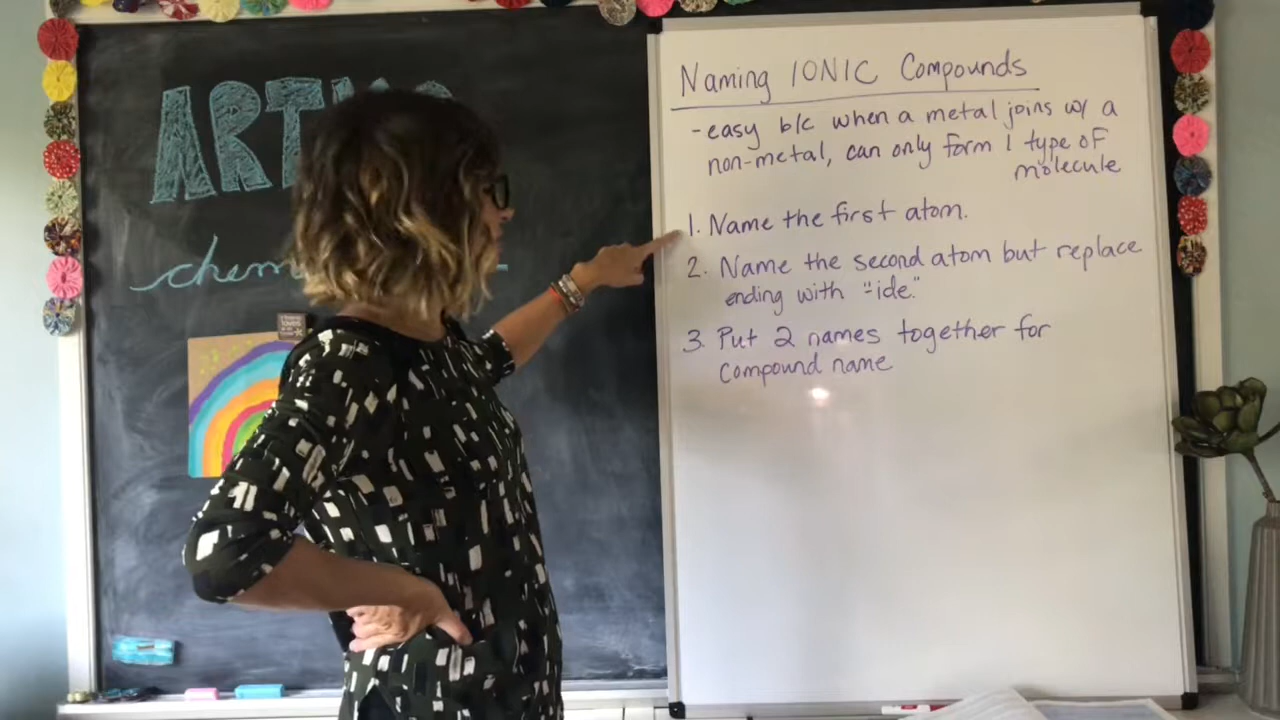 Naming IONIC Compounds
- easy b/c when a metal joins w/ a
non-metal, can only form 1 type of
molecule
1. Name the first atom.
2. Name the second atom but replace
ending with "-ide."
3. Put 2 names together for
compound name